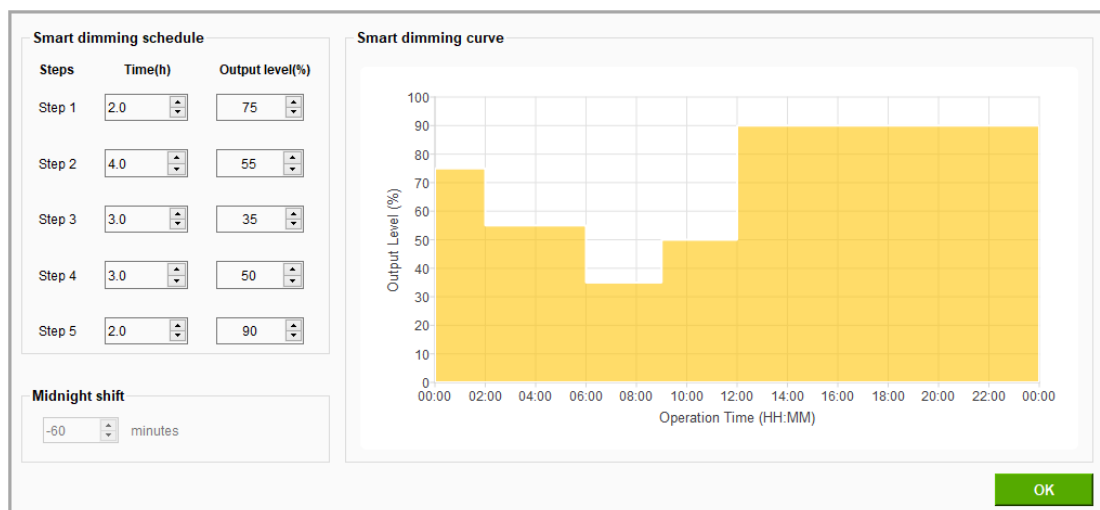 Smart dimming schedule
Steps Time(h) Output level(%)
Step 1 2.0 75
Step 2 4.0 55
Step 3 3.0 35
Step 4 3.0 50
Step 5 2.0 90
Midnight shift
-60 minutes
Smart dimming curve
100
90
80
70
60
50
40
30
20
10
0
Output Level (%)
00:00 02:00 04:00 06:00 08:00 10:00 12:00 14:00 16:00 18:00 20:00 22:00 00:00
Operation Time (HH:MM)
OK